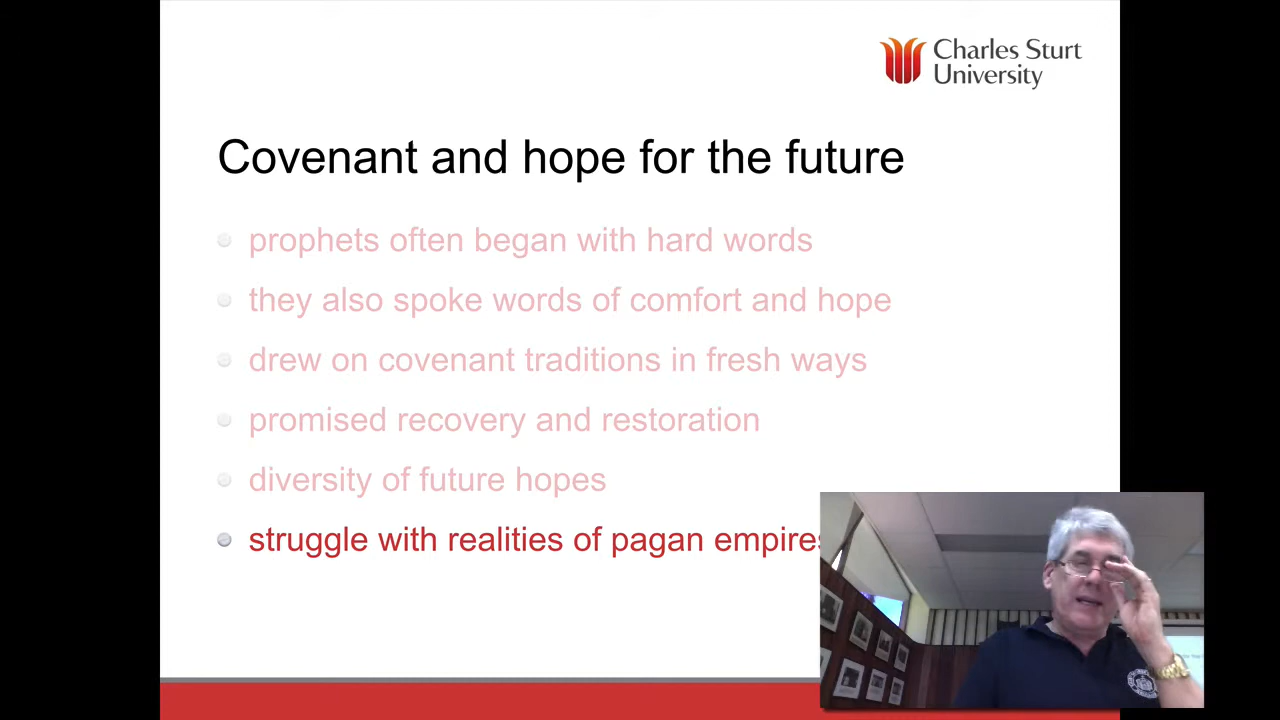 Charles Sturt
University
Covenant and hope for the future
prophets often began with hard words
they also spoke words of comfort and hope
drew on covenant traditions in fresh ways
promised recovery and restoration
diversity of future hopes
struggle with realities of pagan empires